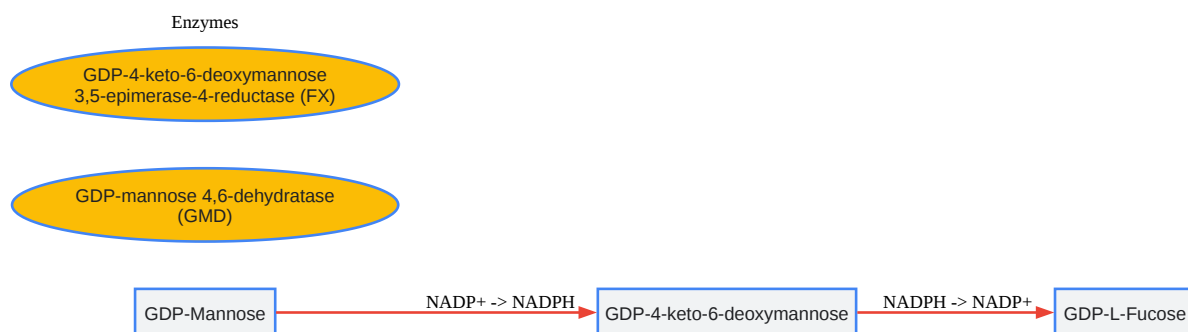 Enzymes
GDP-4-keto-6-deoxymannose
3,5-epimerase-4-reductase (FX)
GDP-mannose 4,6-dehydratase
(GMD)
GDP-Mannose
NADP+ -> NADPH
GDP-4-keto-6-deoxymannose
NADPH -> NADP+
GDP-L-Fucose